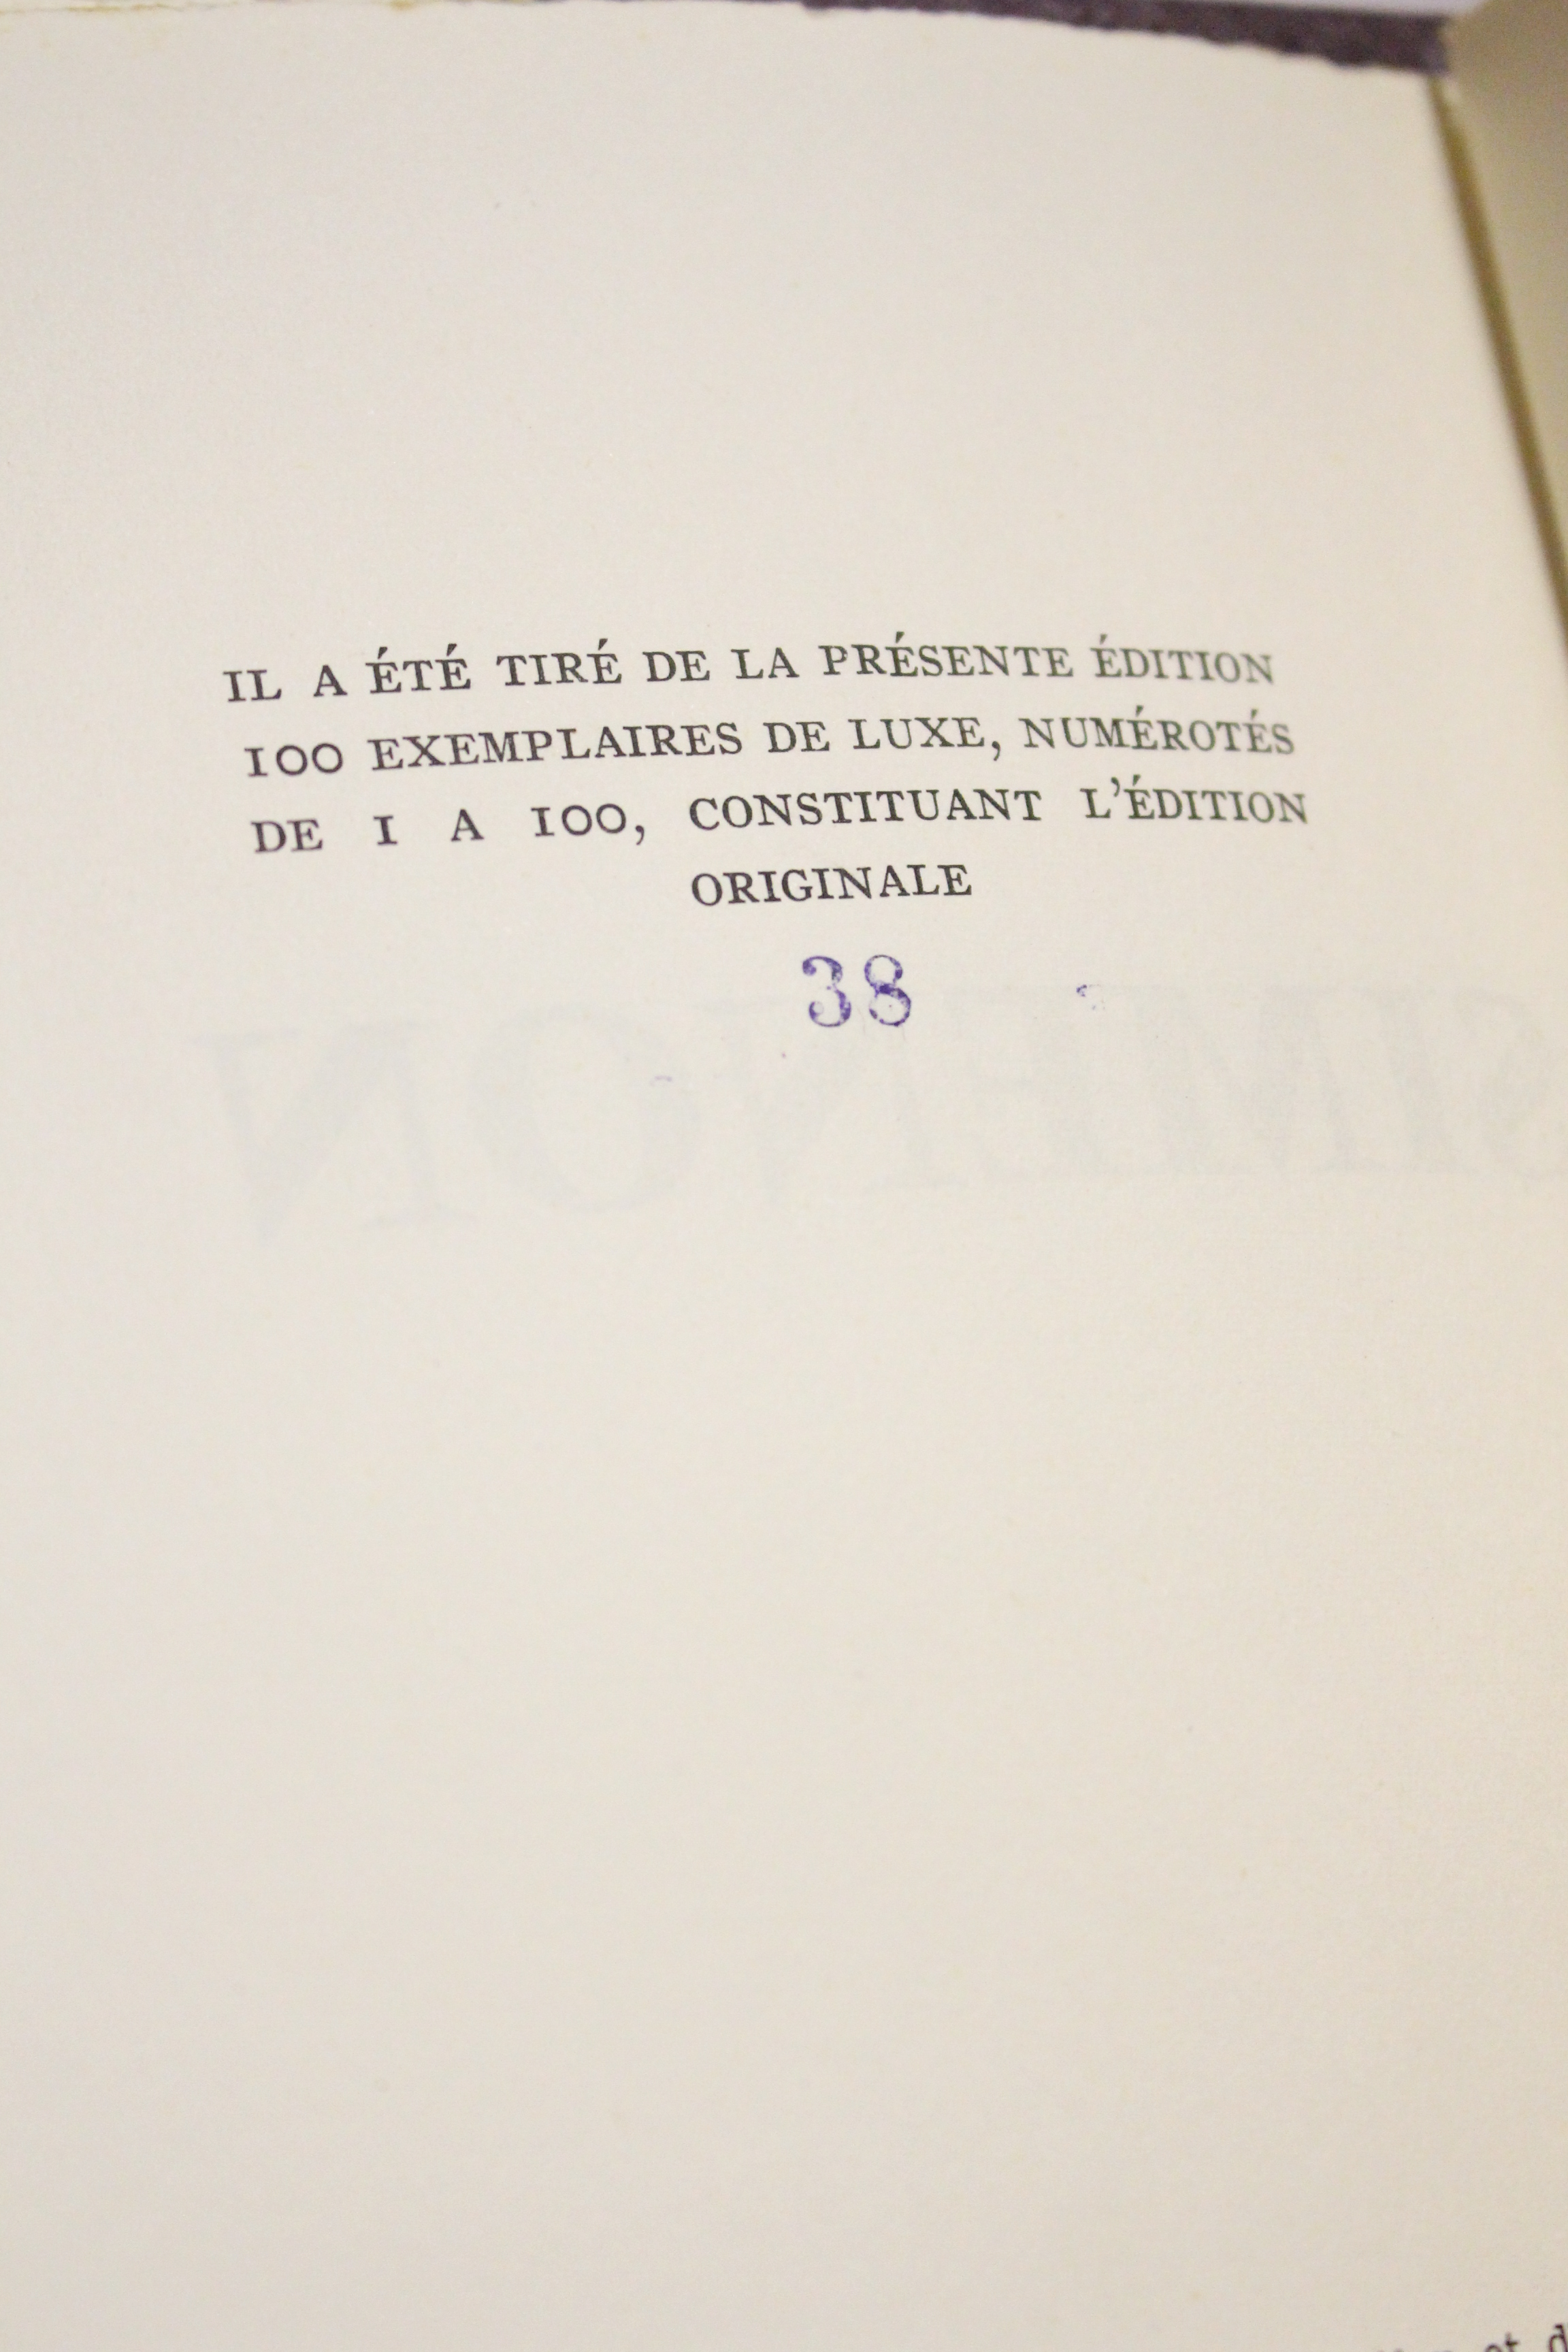 IL A ÉTÉ TIRÉ DE LA PRÉSENTE ÉDITION
100 EXEMPLAIRES DE LUXE, NUMÉROTÉS
DE 1 A 100, CONSTITUANT L'ÉDITION
ORIGINALE
38
et